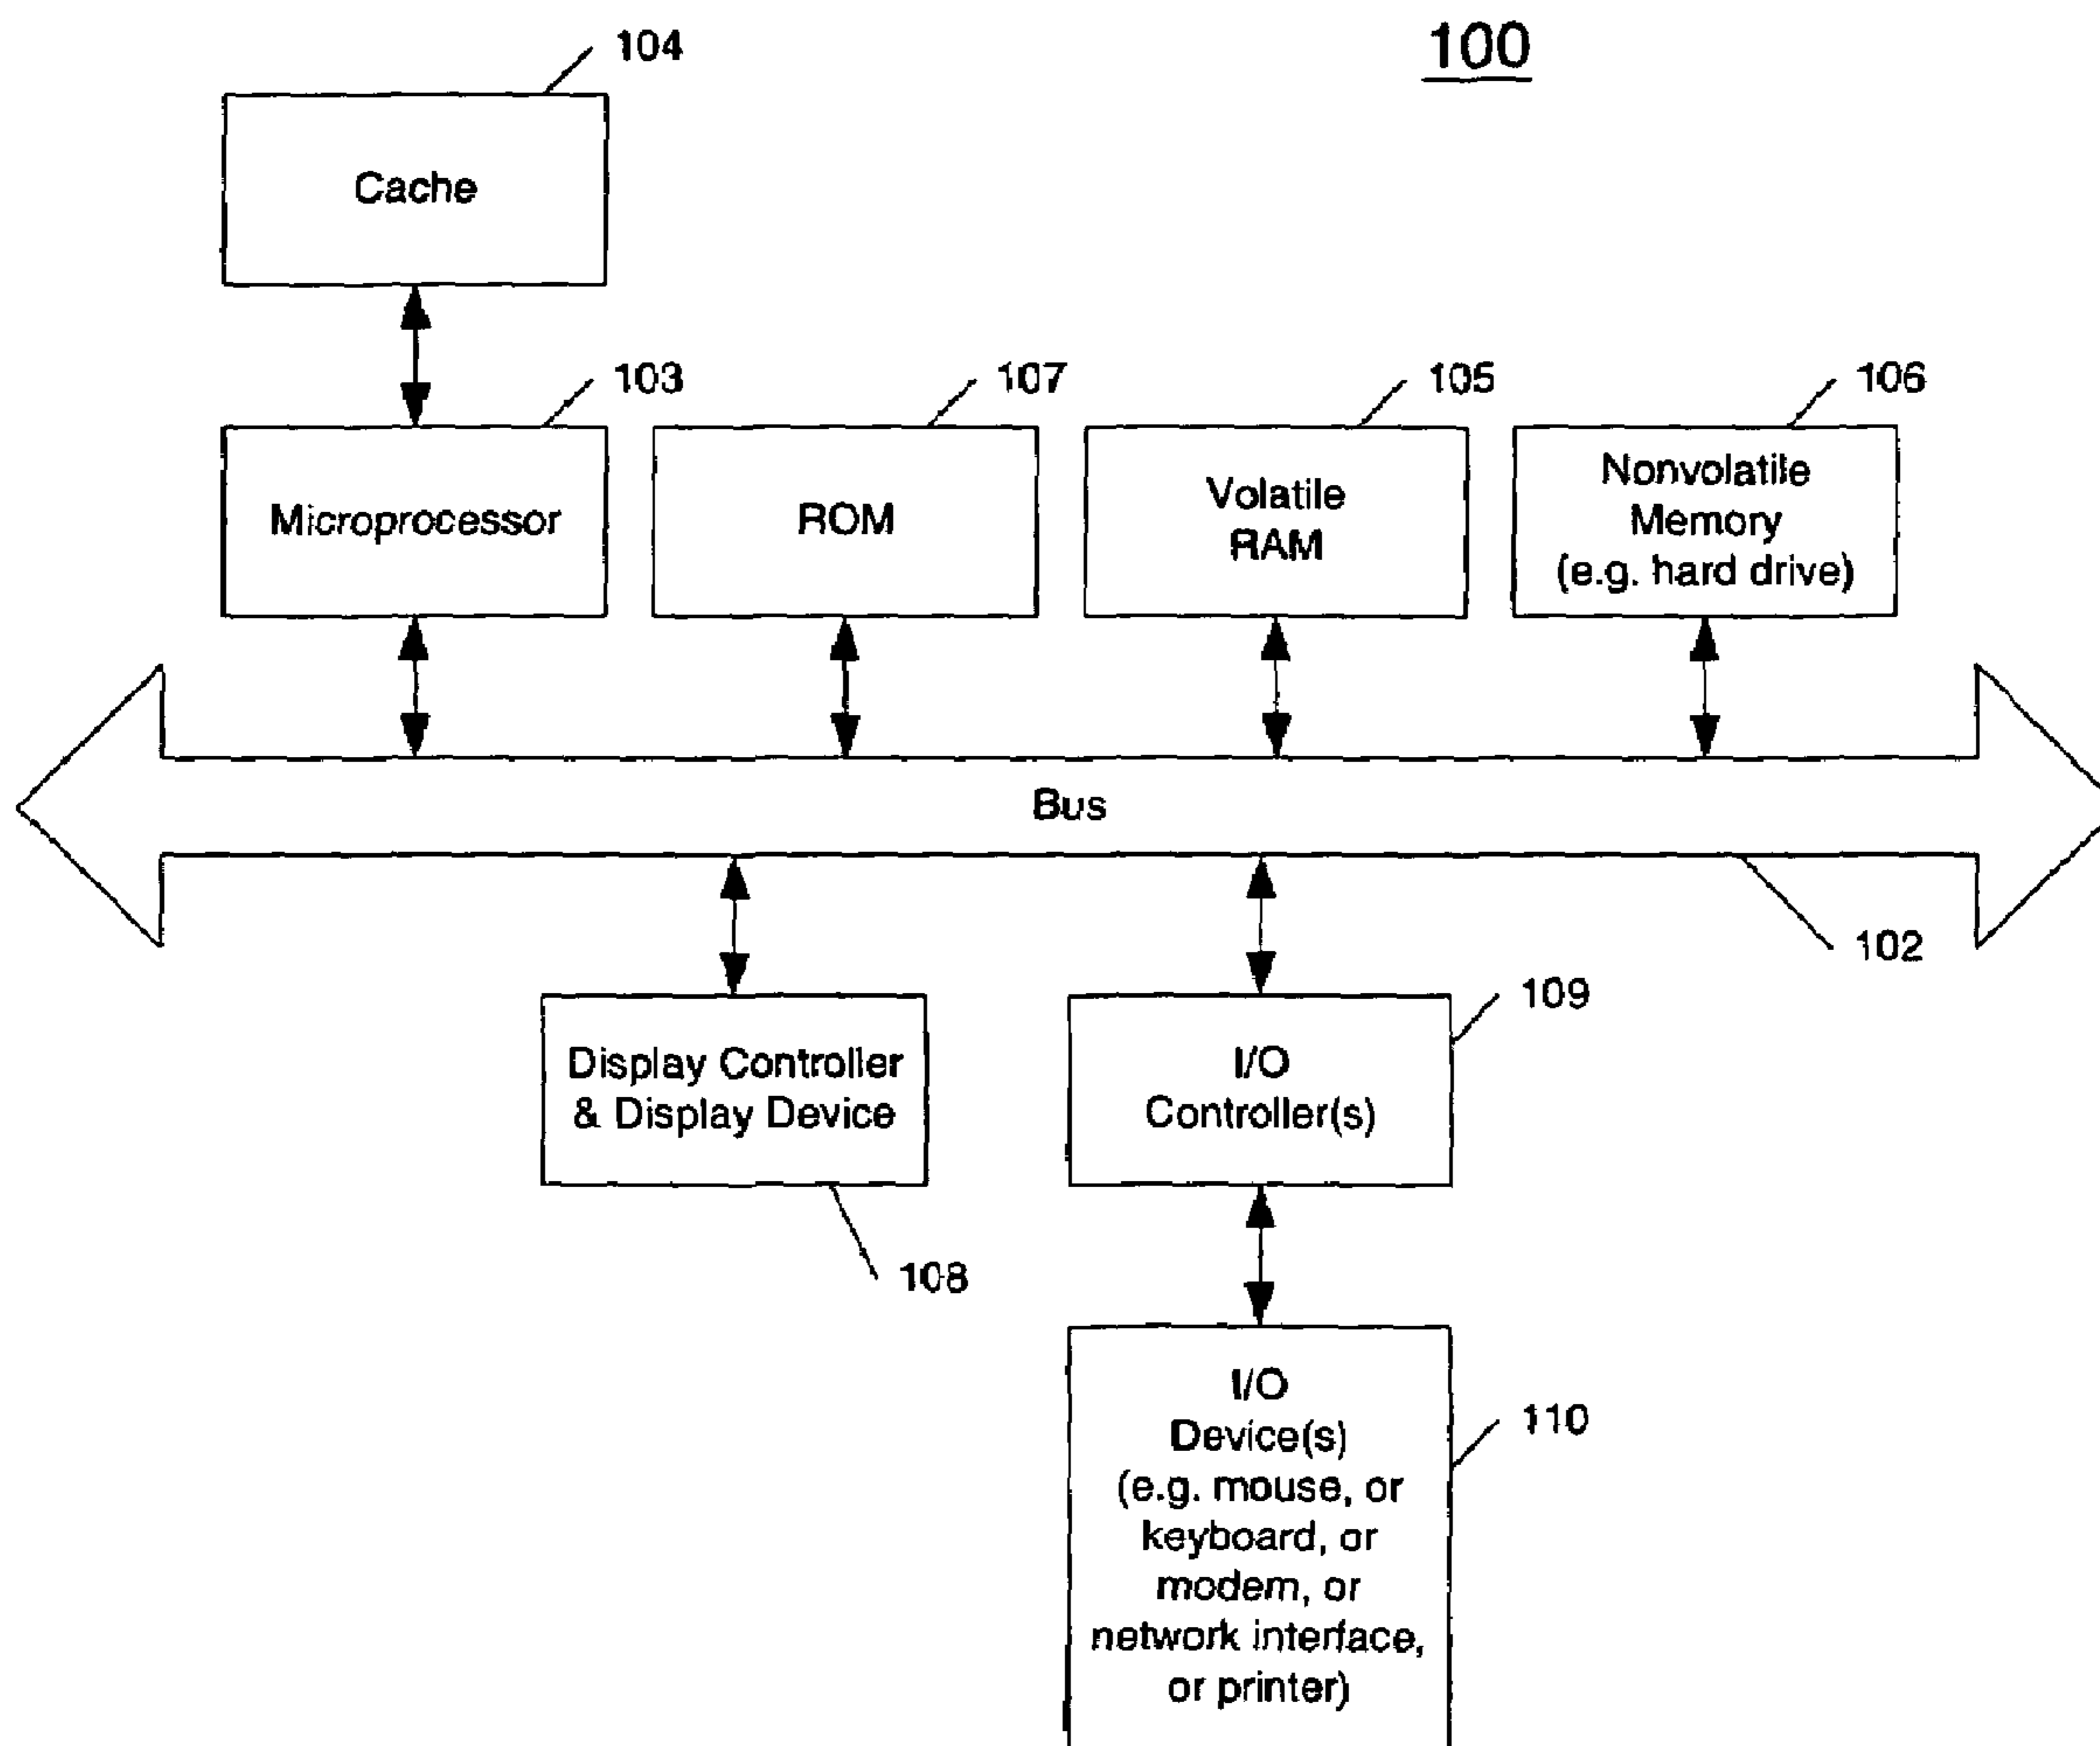 104
100
Cache
103
107
105
106
Microprocessor
ROM
Volatile
RAM
Nonvolatile
Memory
(e.g. hard drive)
Bus
102
109
Display Controller
& Display Device
I/O
Controller(s)
108
110
I/O
Device(s)
(e.g. mouse, or
keyboard, or
modem, or
network interface,
or printer)